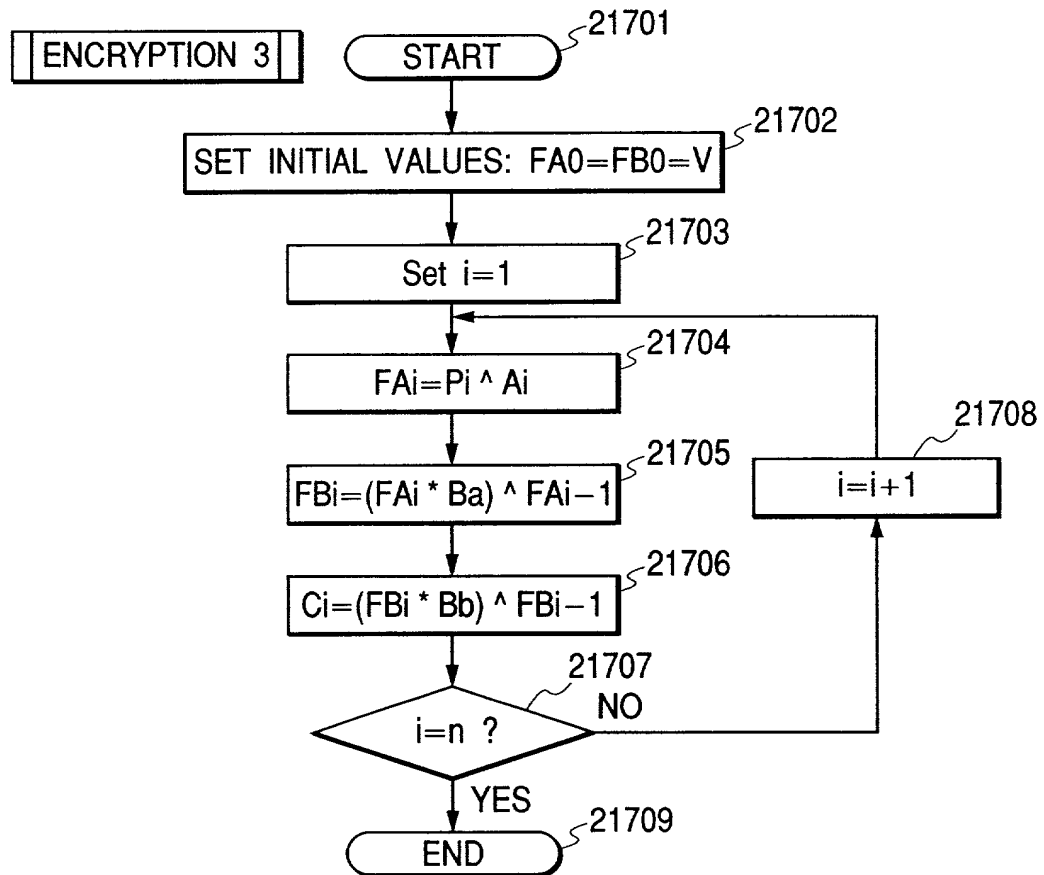 ENCRYPTION 3
START
21701
SET INITIAL VALUES: FA0=FB0=V
21702
Set i=1
21703
FAi=Pi ^ Ai
21704
FBi=(FAi * Ba) ^ FAi−1
21705
i=i+1
21708
Ci=(FBi * Bb) ^ FBi−1
21706
i=n ?
21707
NO
YES
END
21709